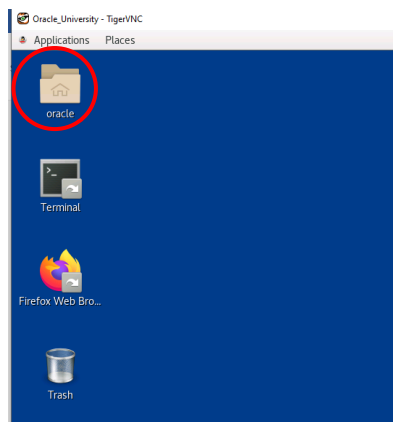 Oracle_University - TigerVNC
Applications Places
oracle
>_
Terminal
Firefox Web Bro...
Trash